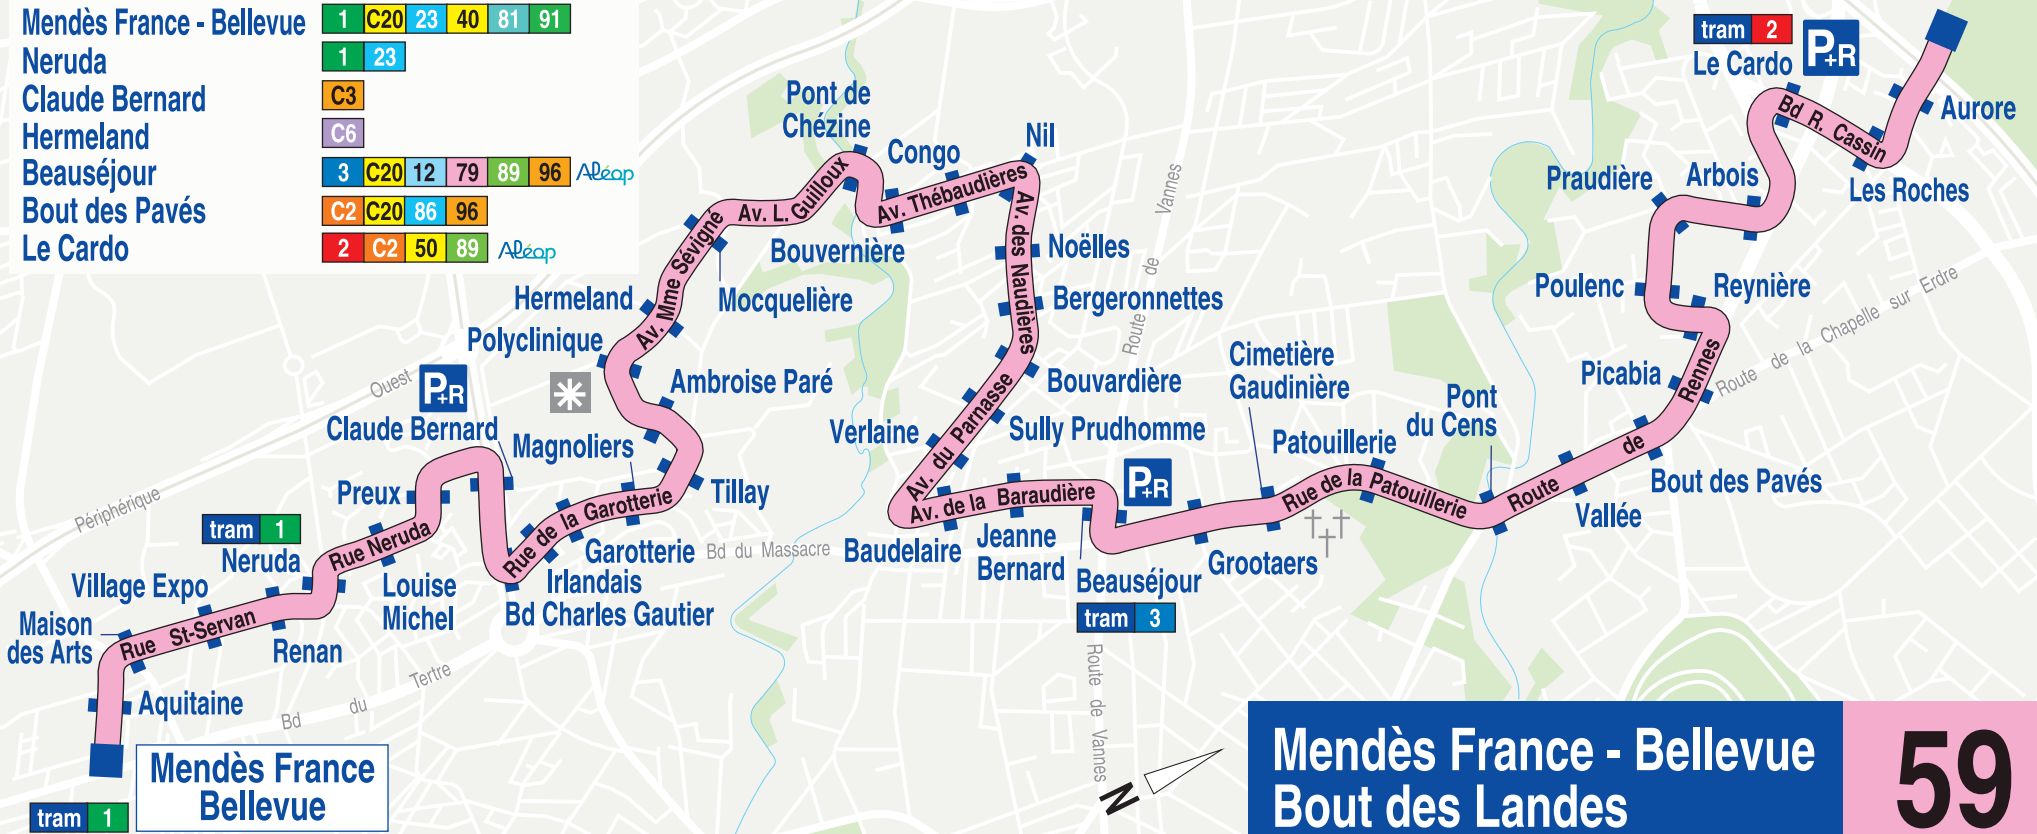 Mendès France - Bellevue 1 C20 23 40 81 91
Neruda 1 23
Claude Bernard C3
Hermeland C6
Beauséjour 3 C20 12 79 89 96 Aléop
Bout des Pavés C2 C20 86 96
Le Cardo 2 C2 50 89 Aléop
tram 2
P+R
Le Cardo
Aurore
Bd R. Cassin
Les Roches
Arbois
Praudière
Poulenc
Reynière
Route de la Chapelle sur Erdre
Picabia
Route de Rennes
Bout des Pavés
Vallée
Pont
du Cens
Patouillerie
Rue de la Patouillerie
Cimetière
Gaudinière
Grootaers
P+R
Beauséjour
tram 3
Route de Vannes
Route de Vannes
Jeanne
Bernard
Av. de la Baraudière
Baudelaire
Av. du Parnasse
Verlaine
Sully Prudhomme
Bouvardière
Bergeronnettes
Noëlles
Av. des Naudières
Nil
Av. Thébaudières
Congo
Pont de
Chézine
Bouvernière
Av. L. Guilloux
Mocquelière
Av. Mme Sévigné
Hermeland
Polyclinique
Ambroise Paré
Tillay
Magnoliers
Rue de la Garotterie
Garotterie
Irlandais
Bd Charles Gautier
Bd du Massacre
P+R
Claude Bernard
Preux
Périphérique Ouest
Rue Neruda
Louise
Michel
tram 1
Neruda
Renan
Village Expo
Rue St-Servan
Maison
des Arts
Aquitaine
Bd du Tertre
Mendès France
Bellevue
tram 1
N
Mendès France - Bellevue
Bout des Landes
59